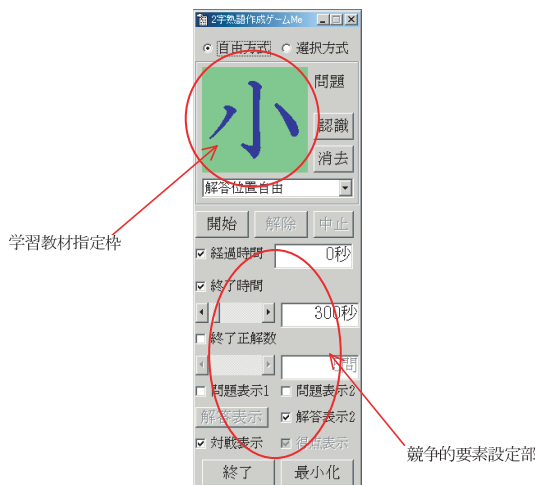 2字熟語作成ゲームMe
自由方式 選択方式
小
問題
認識
消去
解答位置自由
開始 解除 中止
学習教材指定枠
経過時間 0秒
終了時間
300秒
終了正解数
問
問題表示1 問題表示2
解答表示 解答表示2
対戦表示 得点表示
競争的要素設定部
終了 最小化